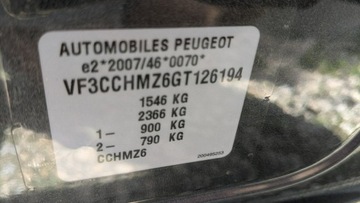 AUTOMOBILES PEUGEOT
e2*2007/46*0070*
VF3CCHMZ6GT126194
1546 KG
2366 KG
1– 900 KG
2– 790 KG
CCHMZ6